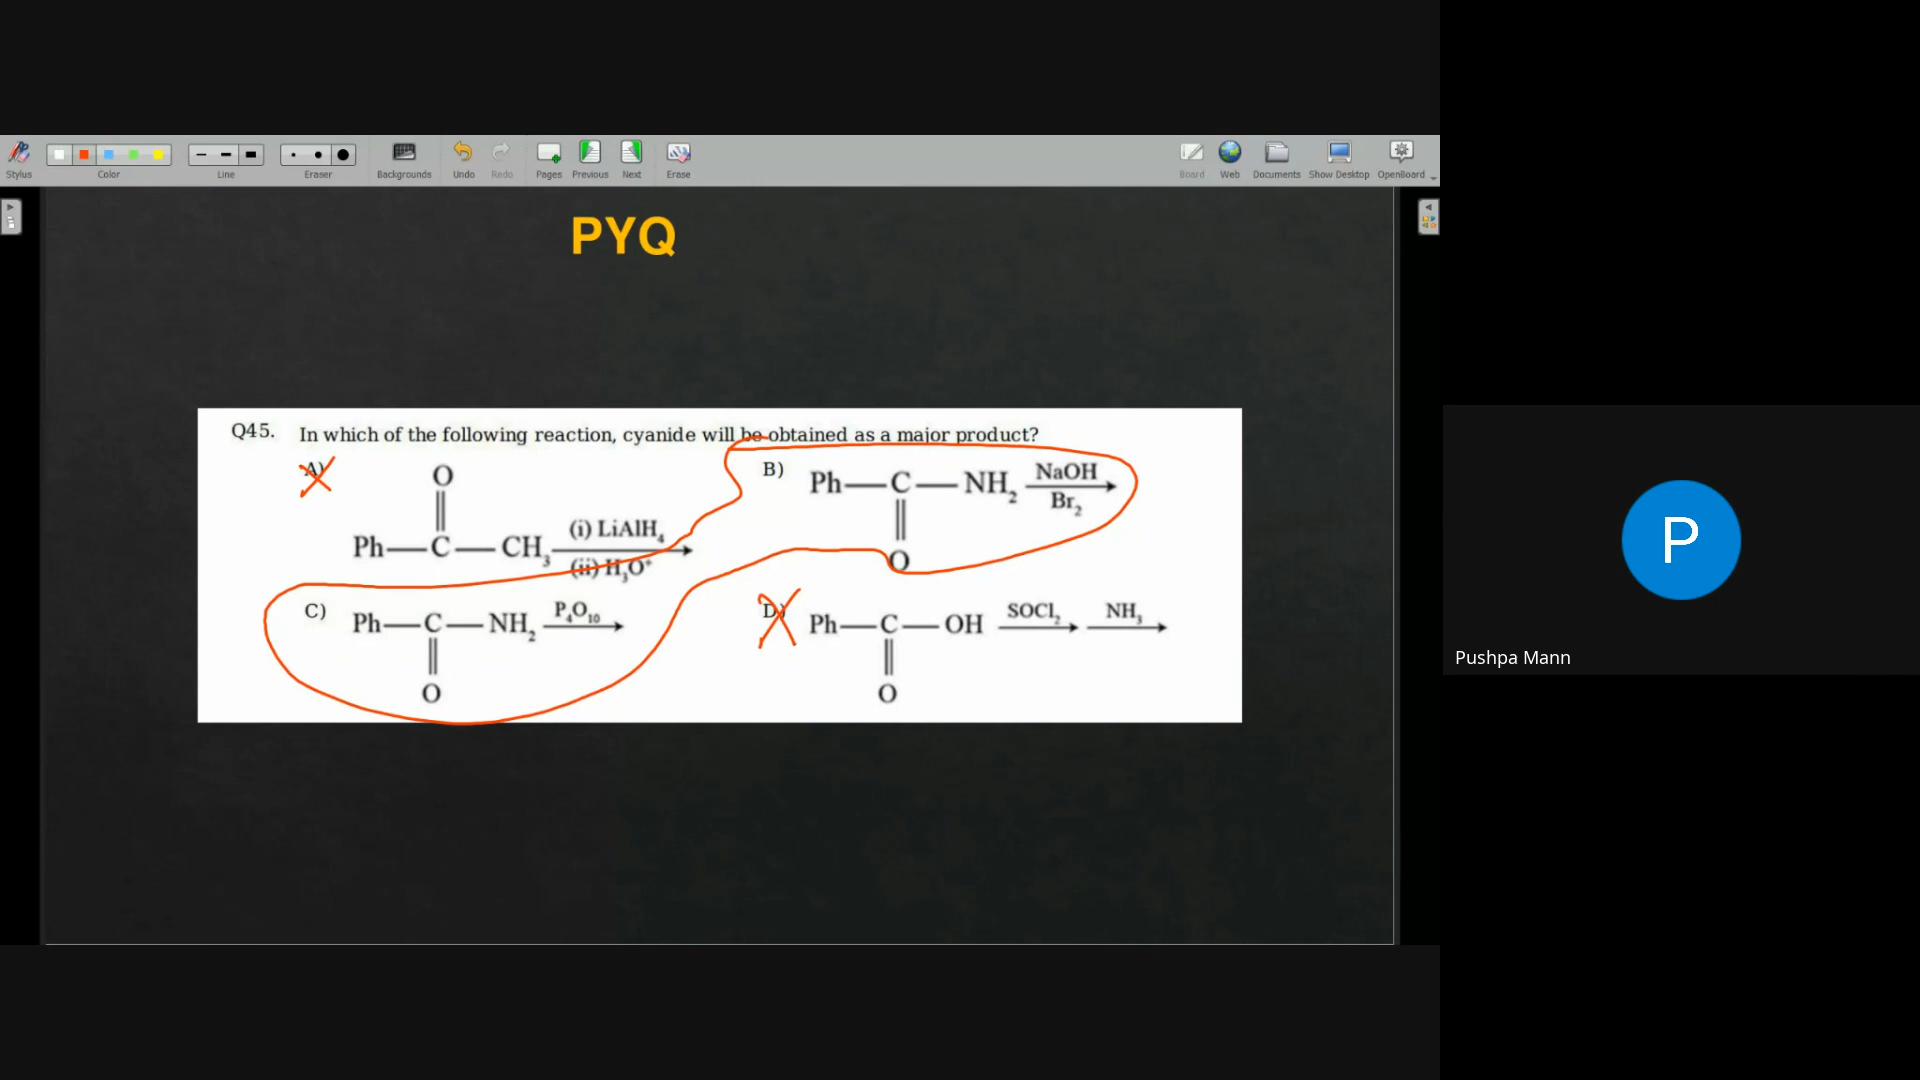 Stylus Color Line Eraser Backgrounds Undo Redo Pages Previous Next Erase Board Web Documents Show Desktop OpenBoard
PYQ
Q45. In which of the following reaction, cyanide will be obtained as a major product?
A)
O
Ph—C—CH₃
(i) LiAlH₄
(ii) H₃O⁺
B)
Ph—C—NH₂
NaOH
Br₂
O
C)
Ph—C—NH₂
P₄O₁₀
O
D)
Ph—C—OH
SOCl₂
NH₃
O
P
Pushpa Mann